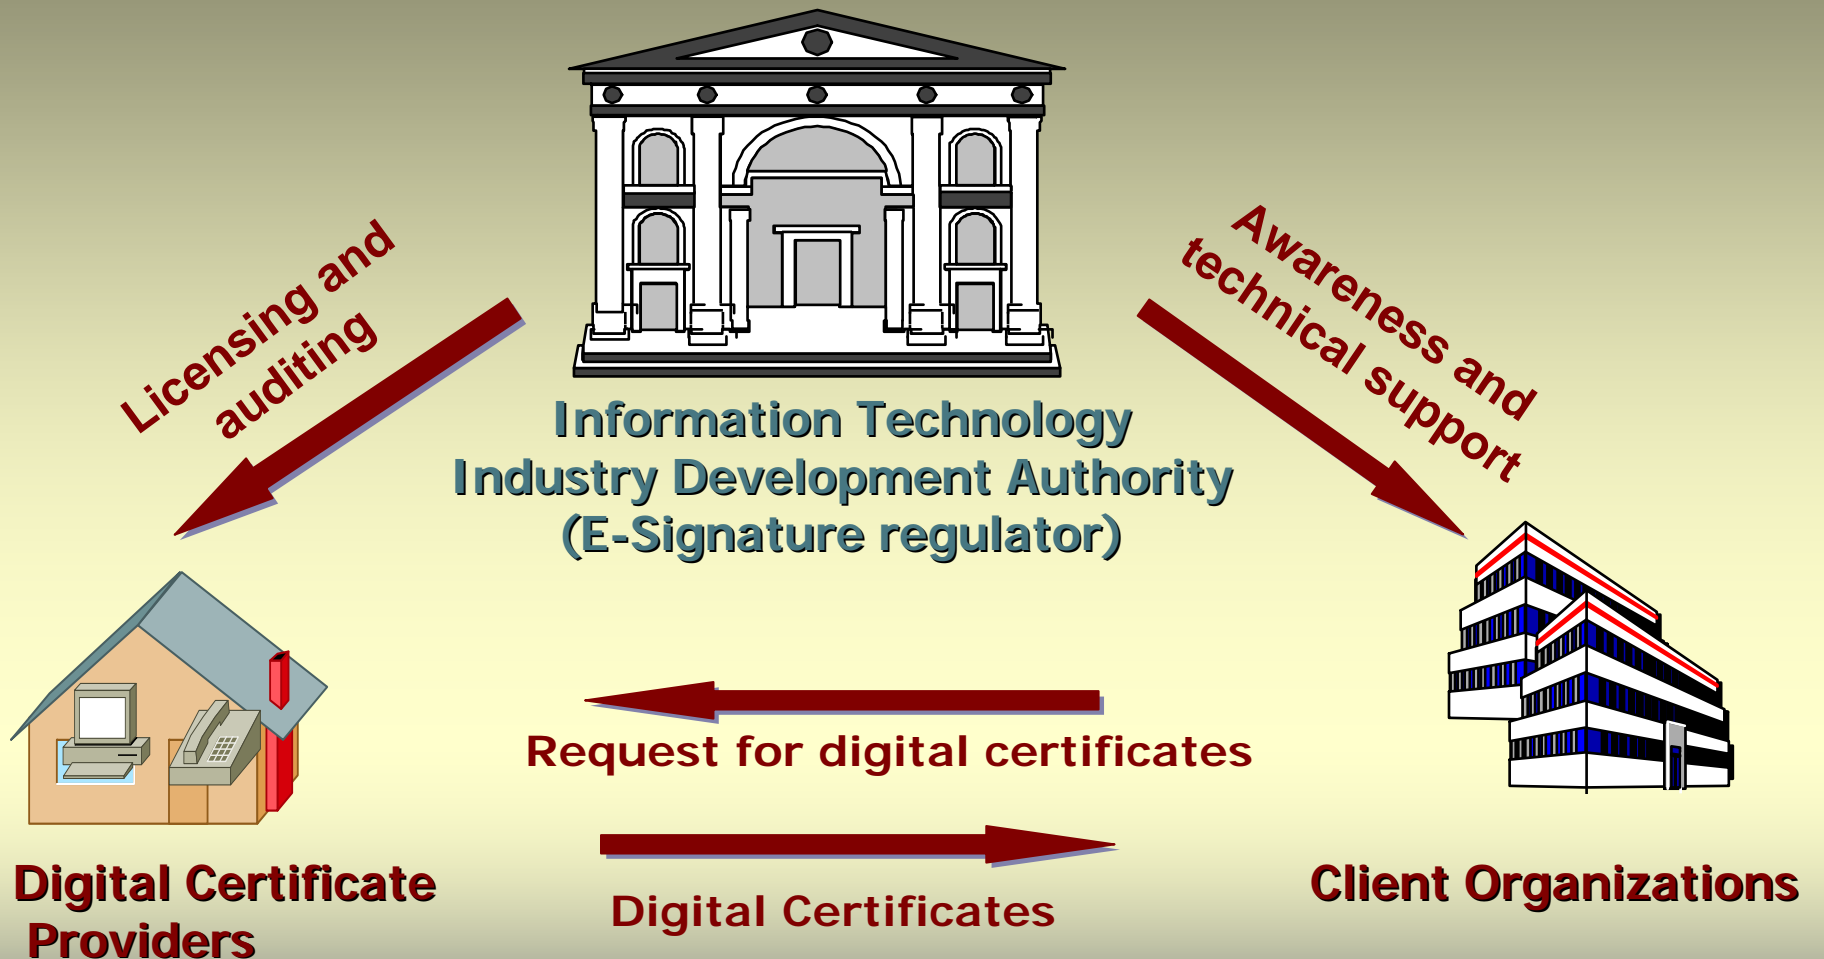 Licensing and
auditing
Awareness and
technical support
Information Technology
Industry Development Authority
(E-Signature regulator)
Request for digital certificates
Digital Certificates
Digital Certificate
Providers
Client Organizations